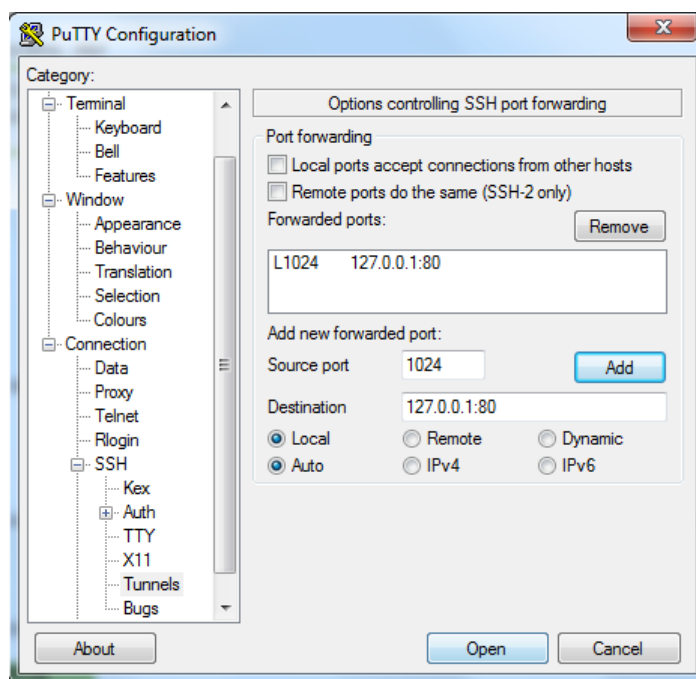 PuTTY Configuration
X
Category:
Terminal
Keyboard
Bell
Features
Window
Appearance
Behaviour
Translation
Selection
Colours
Connection
Data
Proxy
Telnet
Rlogin
SSH
Kex
Auth
TTY
X11
Tunnels
Bugs
Options controlling SSH port forwarding
Port forwarding
Local ports accept connections from other hosts
Remote ports do the same (SSH-2 only)
Forwarded ports:
Remove
L1024 127.0.0.1:80
Add new forwarded port:
Source port 1024 Add
Destination 127.0.0.1:80
Local Remote Dynamic
Auto IPv4 IPv6
About Open Cancel